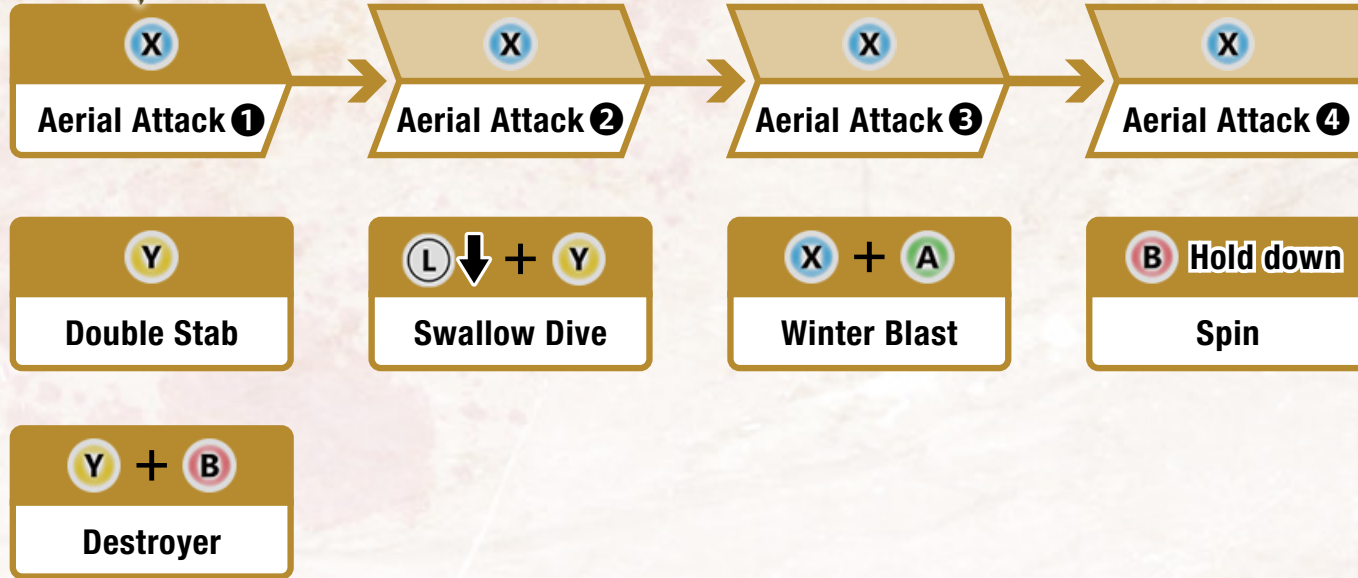 X X X X
Aerial Attack ❶ Aerial Attack ❷ Aerial Attack ❸ Aerial Attack ❹
Y L + Y X + A B Hold down
Double Stab Swallow Dive Winter Blast Spin
Y + B
Destroyer